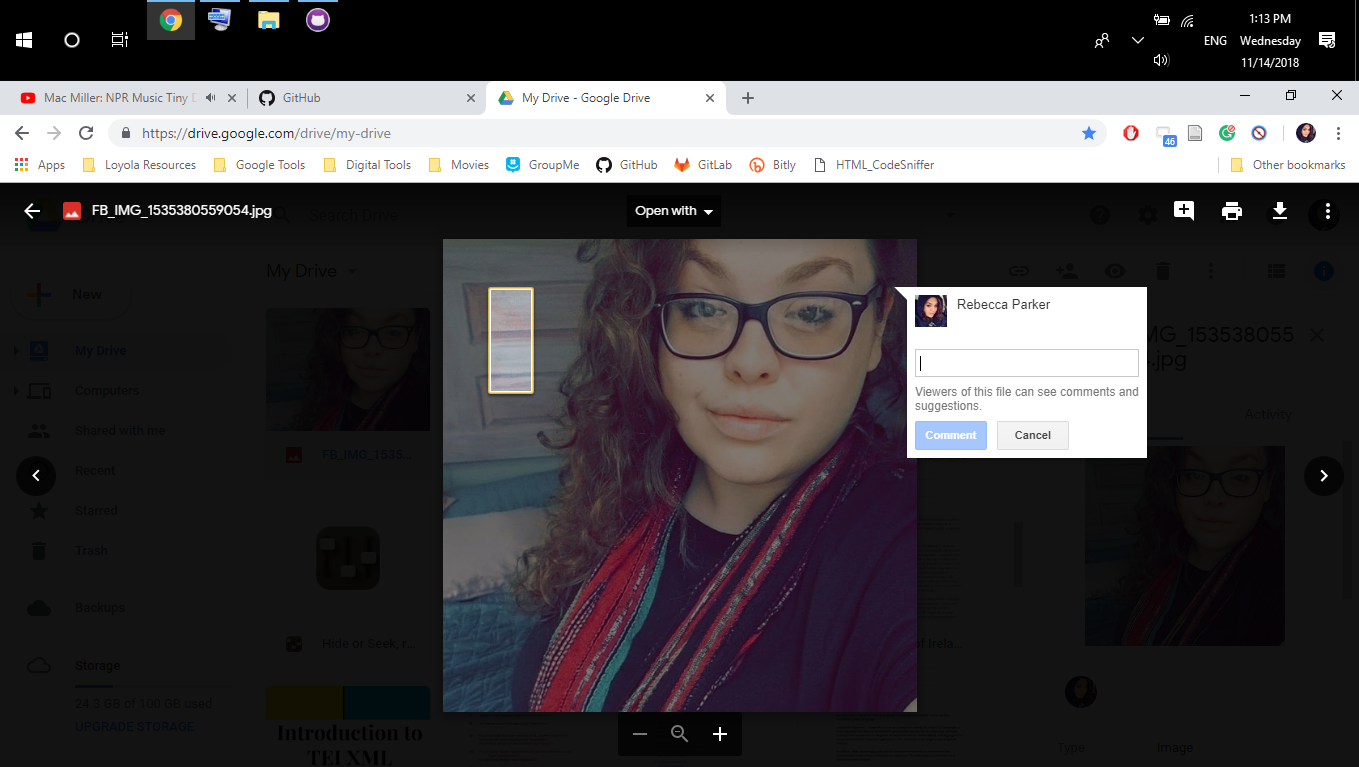 1:13 PM
ENG Wednesday
11/14/2018
Mac Miller: NPR Music Tiny
GitHub
My Drive - Google Drive
https://drive.google.com/drive/my-drive
46
Apps Loyola Resources Google Tools Digital Tools Movies GroupMe GitHub GitLab Bitly HTML_CodeSniffer Other bookmarks
FB_IMG_1535380559054.jpg
Search Drive
Open with
My Drive
New
Rebecca Parker
My Drive
Computers
Viewers of this file can see comments and
suggestions.
Activity
Shared with me
Comment Cancel
FB_IMG_1535...
Recent
Starred
Trash
Backups
Hide or Seek: r...
of Irela...
Storage
24.3 GB of 100 GB used
UPGRADE STORAGE
Introduction to
TEI XML
Type Image